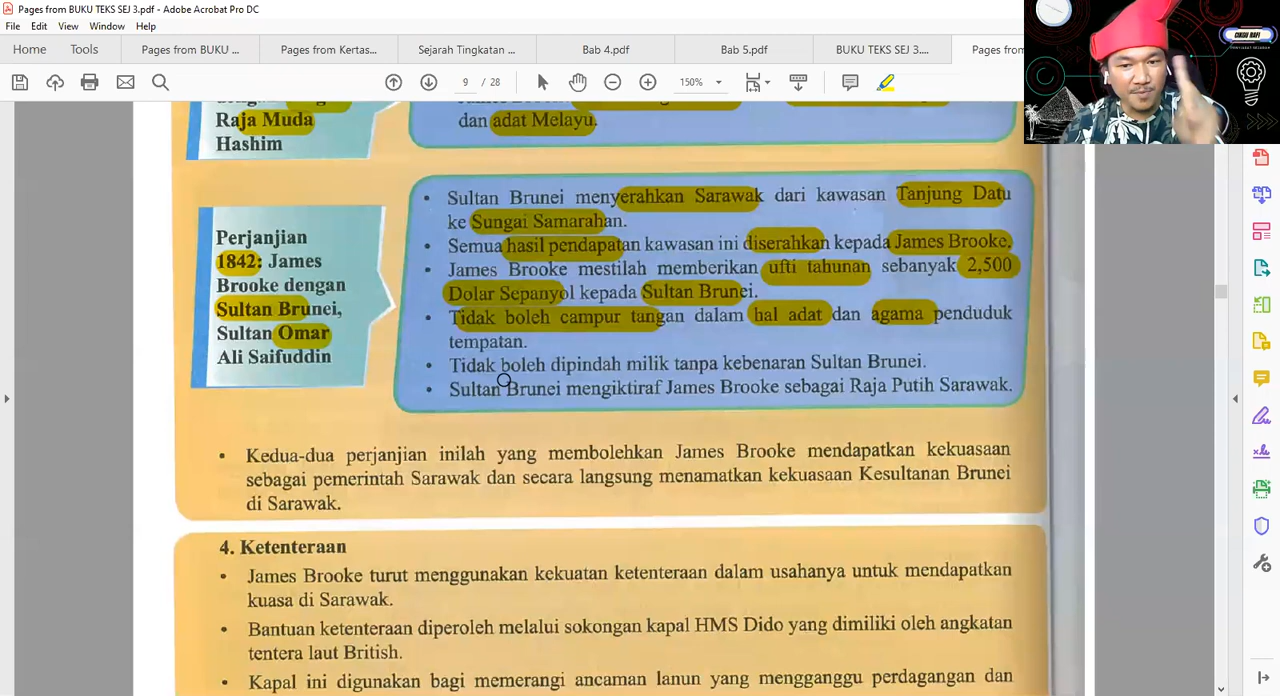 Pages from BUKU TEKS SEJ 3.pdf - Adobe Acrobat Pro DC
File Edit View Window Help
Home Tools Pages from BUKU ... Pages from Kertas... Sejarah Tingkatan ... Bab 4.pdf Bab 5.pdf BUKU TEKS SEJ 3.... Pages from
9 / 28 150%
CIKGU RAFI
Raja Muda
Hashim
dan adat Melayu.
Perjanjian
1842: James
Brooke dengan
Sultan Brunei,
Sultan Omar
Ali Saifuddin
• Sultan Brunei menyerahkan Sarawak dari kawasan Tanjung Datu
ke Sungai Samarahan.
• Semua hasil pendapatan kawasan ini diserahkan kepada James Brooke.
• James Brooke mestilah memberikan ufti tahunan sebanyak 2,500
Dolar Sepanyol kepada Sultan Brunei.
• Tidak boleh campur tangan dalam hal adat dan agama penduduk
tempatan.
• Tidak boleh dipindah milik tanpa kebenaran Sultan Brunei.
• Sultan Brunei mengiktiraf James Brooke sebagai Raja Putih Sarawak.
• Kedua-dua perjanjian inilah yang membolehkan James Brooke mendapatkan kekuasaan
sebagai pemerintah Sarawak dan secara langsung menamatkan kekuasaan Kesultanan Brunei
di Sarawak.
4. Ketenteraan
• James Brooke turut menggunakan kekuatan ketenteraan dalam usahanya untuk mendapatkan
kuasa di Sarawak.
• Bantuan ketenteraan diperoleh melalui sokongan kapal HMS Dido yang dimiliki oleh angkatan
tentera laut British.
• Kapal ini digunakan bagi memerangi ancaman lanun yang mengganggu perdagangan dan